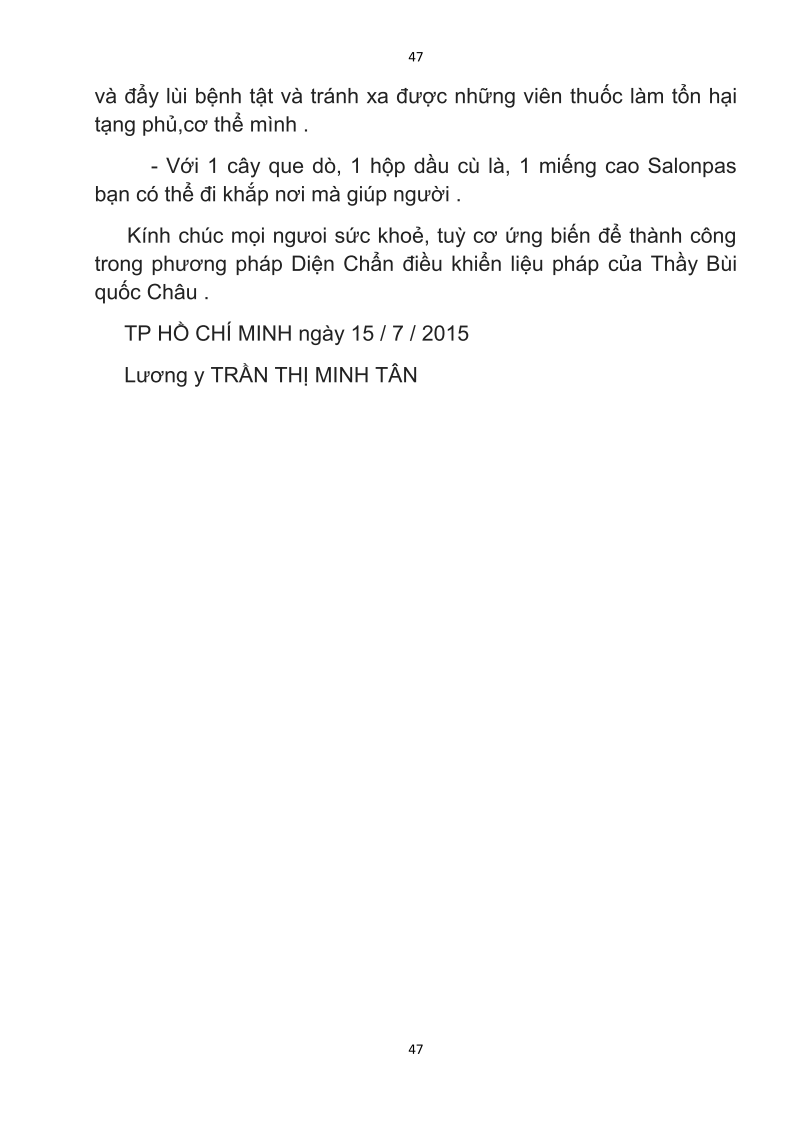 47
và đẩy lùi bệnh tật và tránh xa được những viên thuốc làm tổn hại
tạng phủ,cơ thể mình .
- Với 1 cây que dò, 1 hộp dầu cù là, 1 miếng cao Salonpas
bạn có thể đi khắp nơi mà giúp người .
Kính chúc mọi ngưoi sức khoẻ, tuỳ cơ ứng biến để thành công
trong phương pháp Diện Chẩn điều khiển liệu pháp của Thầy Bùi
quốc Châu .
TP HỒ CHÍ MINH ngày 15 / 7 / 2015
Lương y TRẦN THỊ MINH TÂN
47